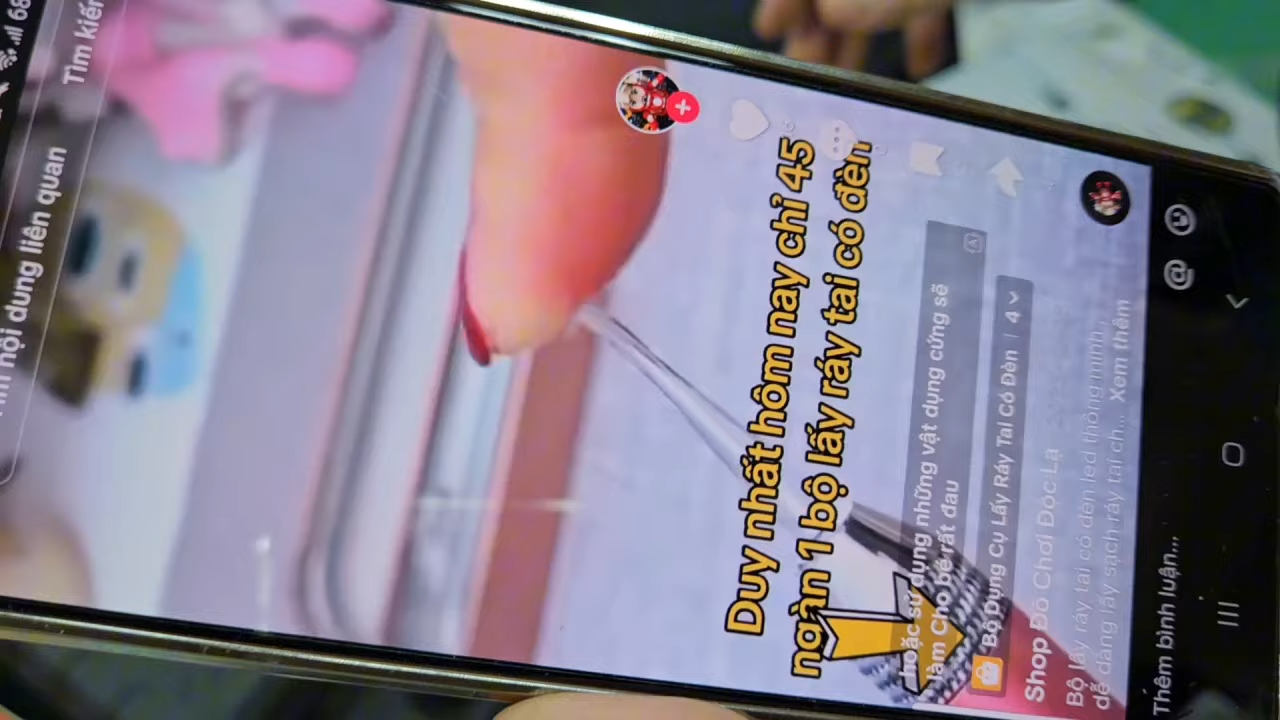 68
Tìm kiếm
nội dung liên quan
Duy nhất hôm nay chỉ 45
ngàn 1 bộ lấy ráy tai có đèn
Hoặc sử dụng những vật dụng cứng sẽ
làm Cho bé rất đau
Bộ Dụng Cụ Lấy Ráy Tai Có Đèn | 4
Shop Đồ Chơi Độc Lạ
Bộ lấy ráy tai có đèn led thông minh,
dễ dàng lấy sạch ráy tai ch... Xem thêm
Thêm bình luận...
@